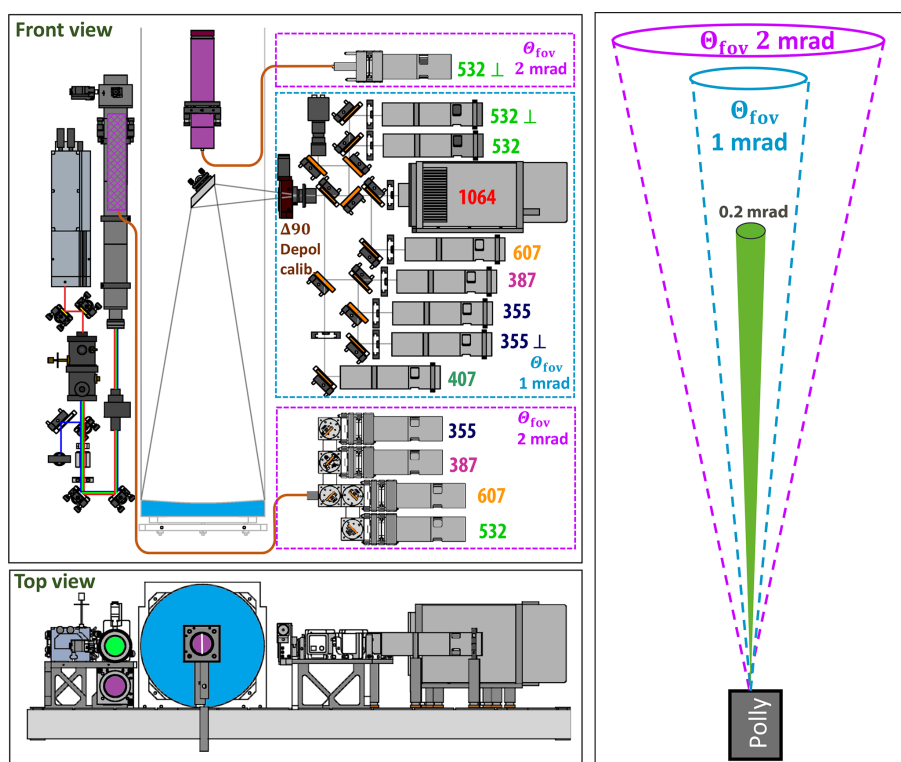 Front view
Θfov
2 mrad
532 ⊥
532 ⊥
532
1064
Δ90
Depol
calib.
607
387
355
355 ⊥
Θfov
1 mrad
407
Θfov
2 mrad
355
387
607
532
Top view
Θfov 2 mrad
Θfov
1 mrad
0.2 mrad
Polly